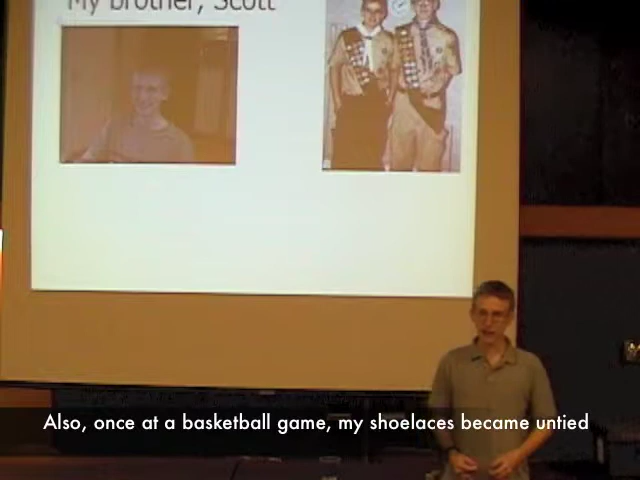 My brother, Scott
Also, once at a basketball game, my shoelaces became untied